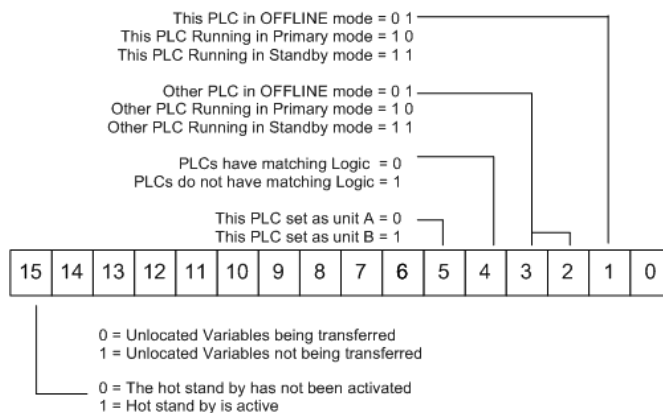 This PLC in OFFLINE mode = 0 1
This PLC Running in Primary mode = 1 0
This PLC Running in Standby mode = 1 1
Other PLC in OFFLINE mode = 0 1
Other PLC Running in Primary mode = 1 0
Other PLC Running in Standby mode = 1 1
PLCs have matching Logic = 0
PLCs do not have matching Logic = 1
This PLC set as unit A = 0
This PLC set as unit B = 1
15 14 13 12 11 10 9 8 7 6 5 4 3 2 1 0
0 = Unlocated Variables being transferred
1 = Unlocated Variables not being transferred
0 = The hot stand by has not been activated
1 = Hot stand by is active